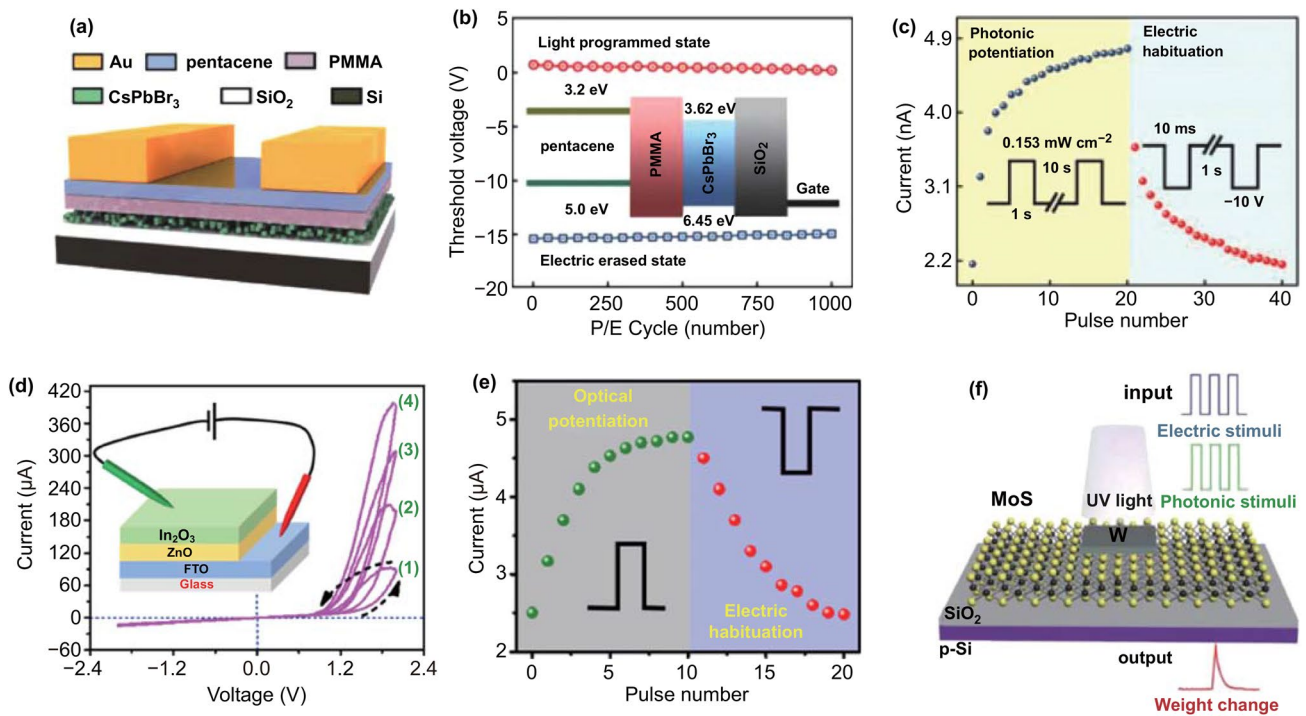 (a)
Au pentacene PMMA
CsPbBr₃ SiO₂ Si
(b)
Threshold voltage (V)
5
0
−5
−10
−15
−20
Light programmed state
3.2 eV
3.62 eV
pentacene
PMMA
CsPbBr₃
SiO₂
Gate
5.0 eV
6.45 eV
Electric erased state
0 250 500 750 1000
P/E Cycle (number)
(c)
Current (nA)
4.9
4.0
3.1
2.2
Photonic
potentiation
Electric
habituation
0.153 mW cm⁻²
10 s
1 s
10 ms
1 s
−10 V
0 10 20 30 40
Pulse number
(d)
Current (μA)
420
360
300
240
180
120
60
0
−60
(4)
(3)
(2)
(1)
In₂O₃
ZnO
FTO
Glass
−2.4 −1.2 0.0 1.2 2.4
Voltage (V)
(e)
Current (μA)
5
4
3
2
Optical
potentiation
Electric
habituation
0 5 10 15 20
Pulse number
(f)
input
Electric stimuli
Photonic stimuli
MoS
UV light
W
SiO₂
p-Si
output
Weight change